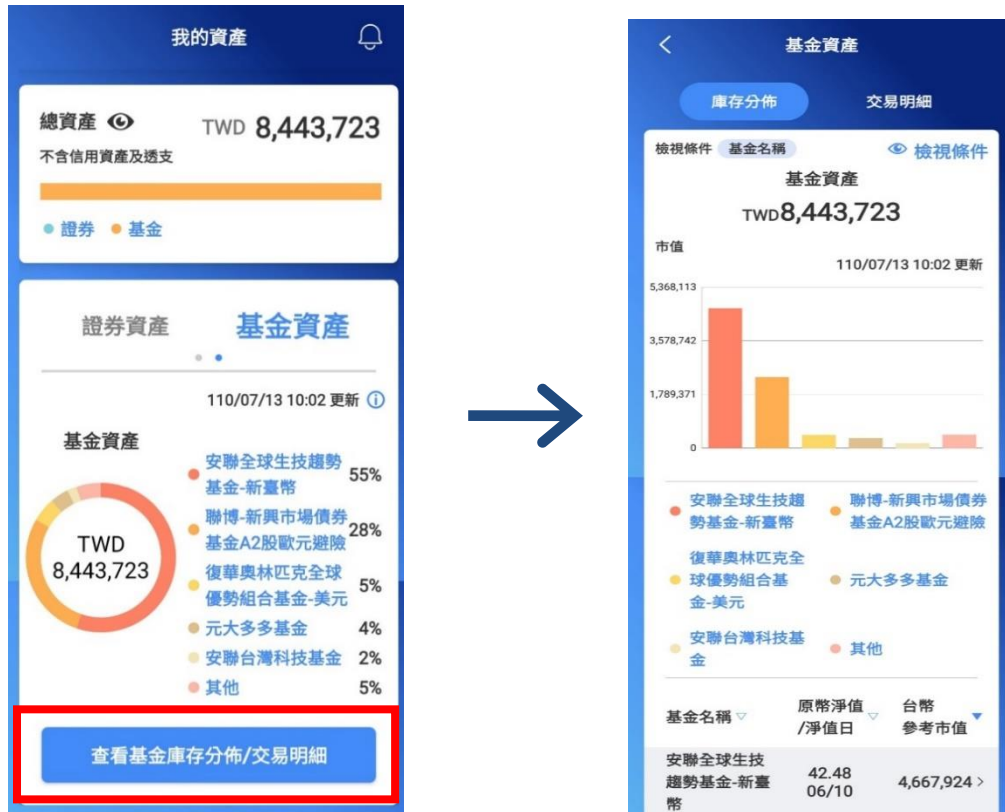 我的資產
總資產
TWD 8,443,723
不含信用資產及透支
證券
基金
證券資產
基金資產
110/07/13 10:02 更新
基金資產
TWD
8,443,723
安聯全球生技趨勢
基金-新臺幣
55%
聯博-新興市場債券
基金A2股歐元避險
28%
復華奧林匹克全球
優勢組合基金-美元
5%
元大多多基金
4%
安聯台灣科技基金
2%
其他
5%
查看基金庫存分佈/交易明細
基金資產
庫存分佈
交易明細
檢視條件
基金名稱
檢視條件
基金資產
TWD8,443,723
市值
110/07/13 10:02 更新
5,368,113
3,578,742
1,789,371
0
安聯全球生技趨
勢基金-新臺幣
聯博-新興市場債券
基金A2股歐元避險
復華奧林匹克全
球優勢組合基
金-美元
元大多多基金
安聯台灣科技基
金
其他
基金名稱
原幣淨值
/淨值日
台幣
參考市值
安聯全球生技
趨勢基金-新臺
幣
42.48
06/10
4,667,924